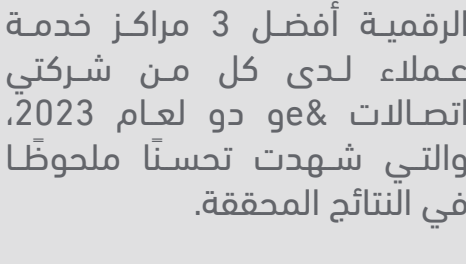 الرقمية أفضل 3 مراكز خدمة
عملاء لدى كل من شركتي
اتصالات &e ودو لعام 2023،
والتي شهدت تحسنًا ملحوظًا
في النتائج المحققة.